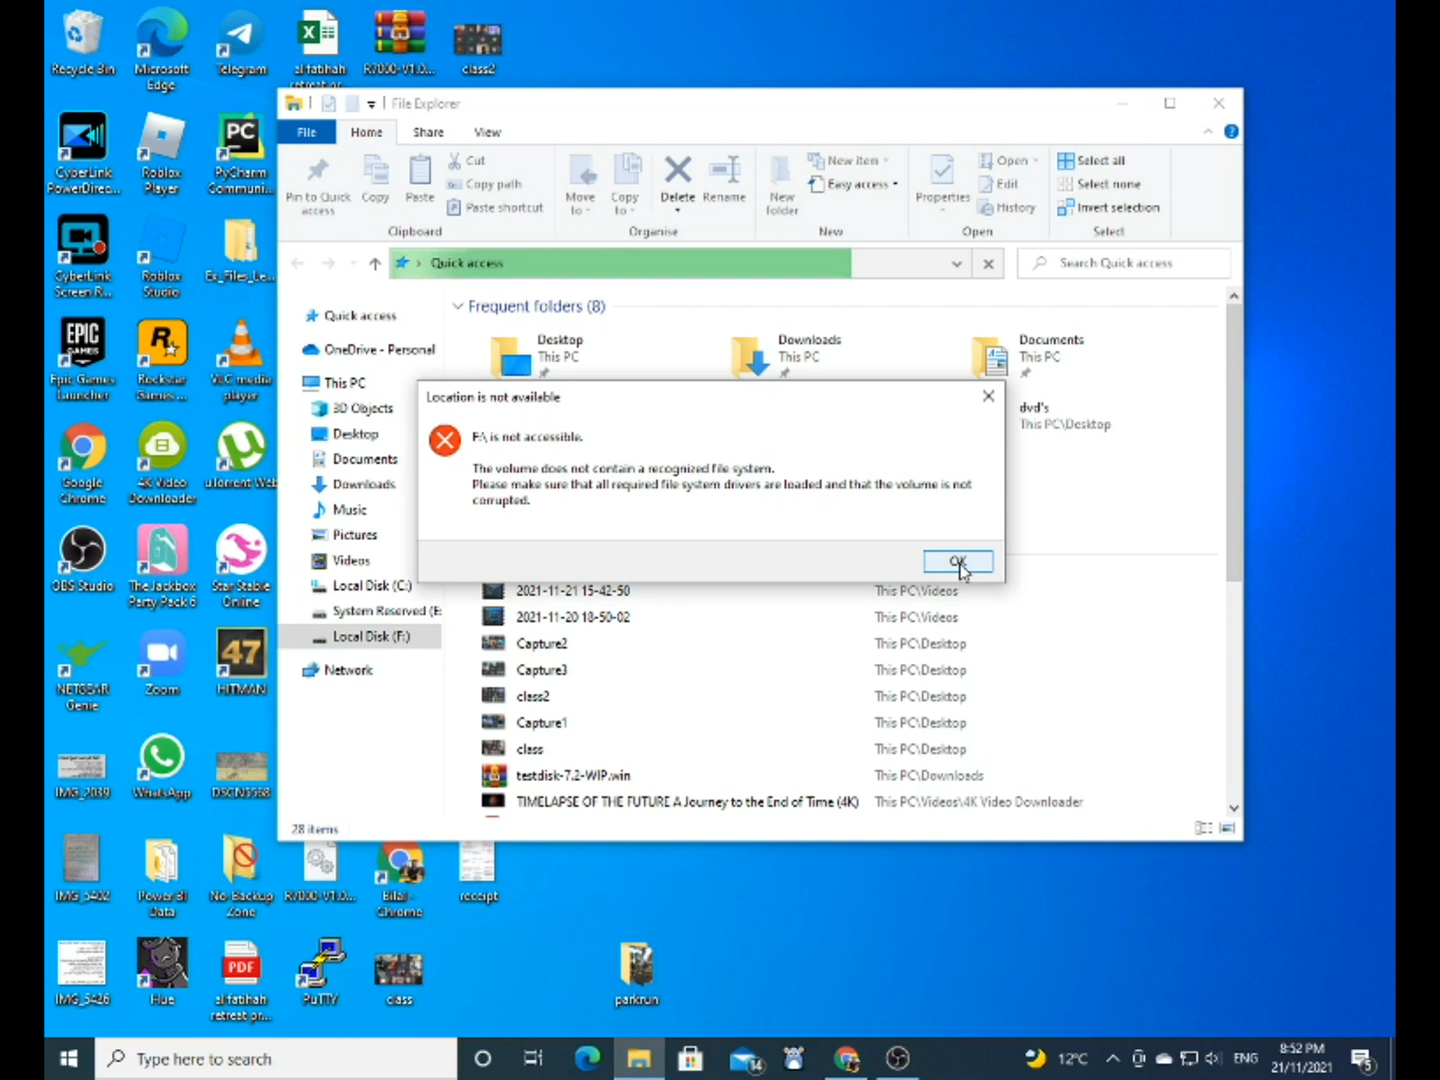 Recycle Bin
Microsoft
Edge
Telegram
al fatihah
R7000-V1.0...
class2
CyberLink
PowerDirec...
Roblox
Player
PyCharm
Communi...
CyberLink
Screen R...
Roblox
Studio
Ex_Files_Le...
Epic Games
Launcher
Rockstar
Games ...
VLC media
player
Google
Chrome
4K Video
Downloader
uTorrent Web
OBS Studio
The Jackbox
Party Pack 6
Star Stable
Online
NETGEAR
Genie
Zoom
HITMAN
IMG_2039
WhatsApp
IMG_5402
Power BI
Data
No-Backup
Zone
R7000-V1.0...
Bilal -
Chrome
receipt
IMG_5426
Hue
al fatihah
retreat pr...
PuTTY
class
parkrun
PC
EPIC
GAMES
47
PDF
File Explorer
File
Home
Share
View
Pin to Quick
access
Copy
Paste
Cut
Copy path
Paste shortcut
Clipboard
Move
to
Copy
to
Delete
Rename
Organise
New
folder
New item
Easy access
New
Properties
Open
Edit
History
Open
Select all
Select none
Invert selection
Select
Quick access
Search Quick access
Quick access
OneDrive - Personal
This PC
3D Objects
Desktop
Documents
Downloads
Music
Pictures
Videos
Local Disk (C:)
System Reserved (E:
Local Disk (F:)
Network
Frequent folders (8)
Desktop
This PC
Downloads
This PC
Documents
This PC
dvd's
This PC\Desktop
Location is not available
F:\ is not accessible.
The volume does not contain a recognized file system.
Please make sure that all required file system drivers are loaded and that the volume is not
corrupted.
OK
2021-11-21 15-42-50 This PC\Videos
2021-11-20 18-50-02 This PC\Videos
Capture2 This PC\Desktop
Capture3 This PC\Desktop
class2 This PC\Desktop
Capture1 This PC\Desktop
class This PC\Desktop
testdisk-7.2-WIP.win This PC\Downloads
TIMELAPSE OF THE FUTURE A Journey to the End of Time (4K) This PC\Videos\4K Video Downloader
28 items
Type here to search
14
12°C
ENG
8:52 PM
21/11/2021
5